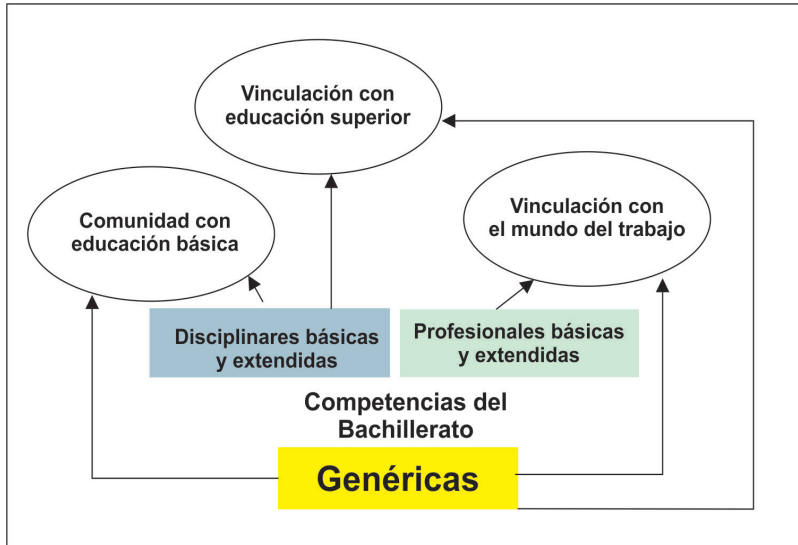 Vinculación con
educación superior
Comunidad con
educación básica
Vinculación con
el mundo del trabajo
Disciplinares básicas
y extendidas
Profesionales básicas
y extendidas
Competencias del
Bachillerato
Genéricas